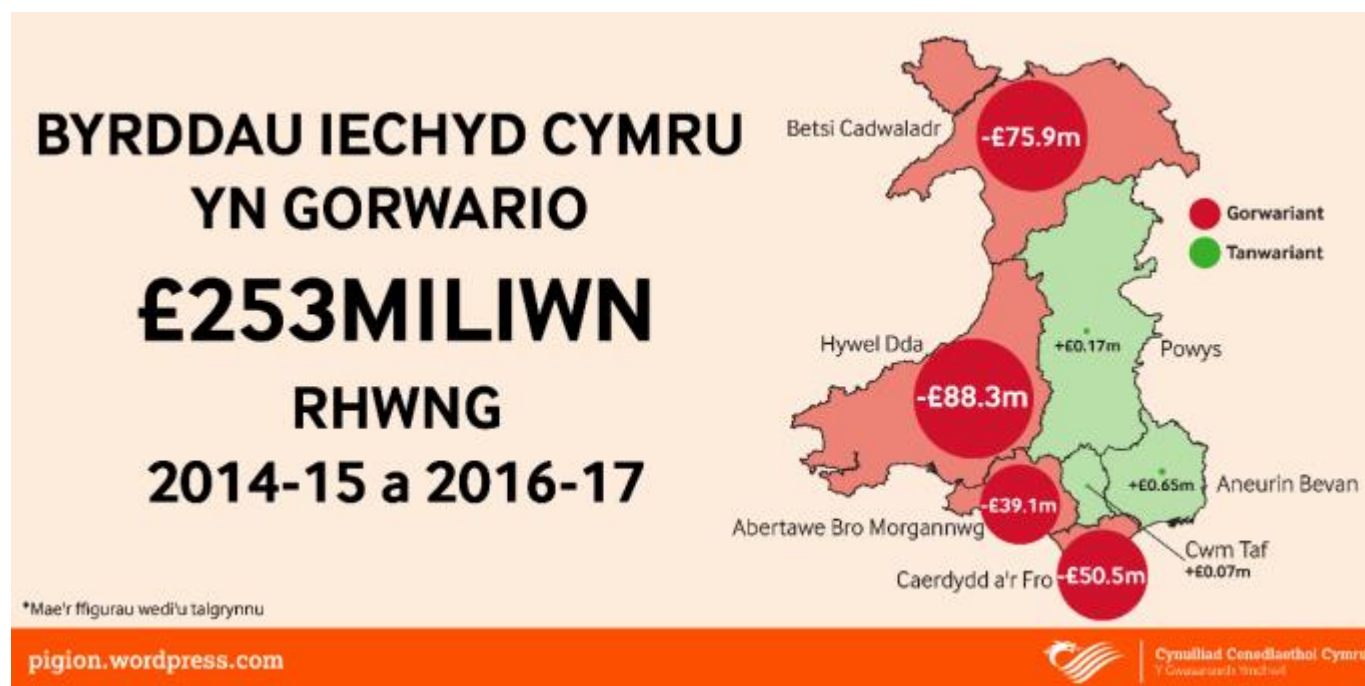 BYRDDAU IECHYD CYMRU
YN GORWARIO
£253MILIWN
RHWNG
2014-15 a 2016-17
*Mae'r ffigurau wedi'u talgrynnu
Betsi Cadwaladr
-£75.9m
Gorwariant
Tanwariant
Hywel Dda
-£88.3m
+£0.17m
Powys
Abertawe Bro Morgannwg
-£39.1m
+£0.65m
Aneurin Bevan
Cwm Taf
+£0.07m
Caerdydd a'r Fro
-£50.5m
pigion.wordpress.com
Cynulliad Cenedlaethol Cymru
Y Gwasanaeth Ymchwil